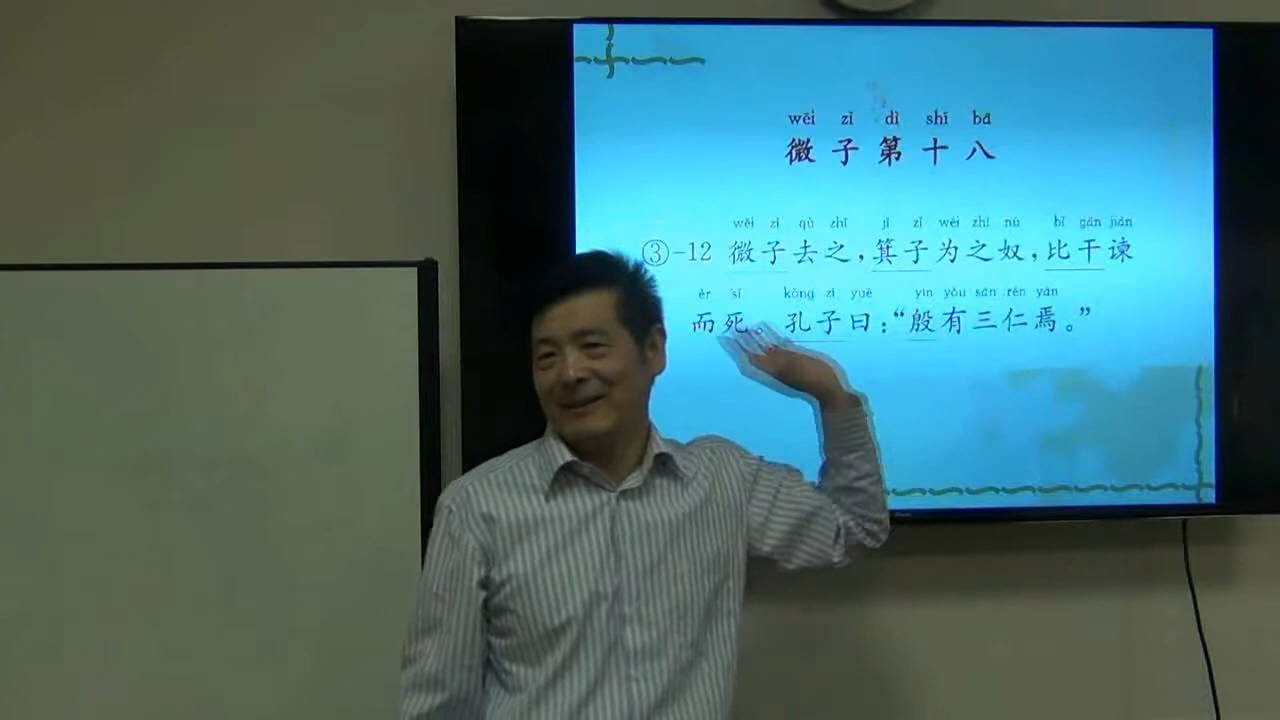 wēi zǐ dì shí bā
微子第十八
wēi zǐ qù zhī jī zǐ wéi zhī nú bǐ gān jiàn
③-12 微子去之,箕子为之奴,比干谏
ér sǐ kǒng zǐ yuē yīn yǒu sān rén yān
而死。孔子曰:“殷有三仁焉。”